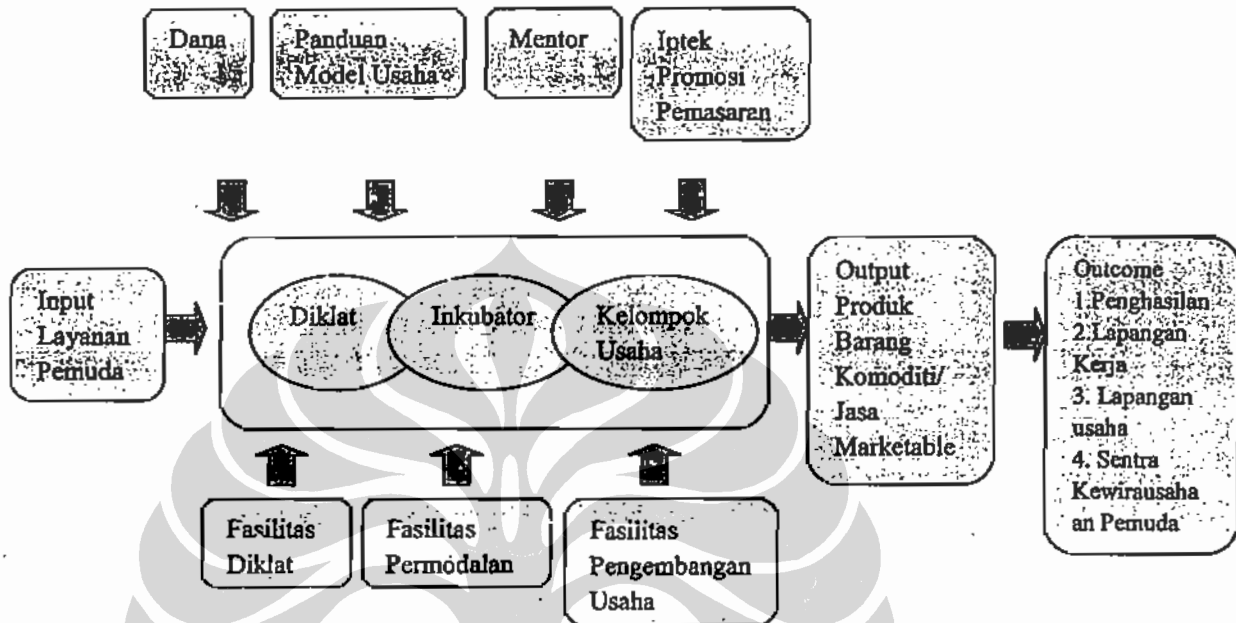 Dana
Panduan
Model Usaha
Mentor
Iptek
Promosi
Pemasaran
Input
Layanan
Pemuda
Diklat
Inkubator
Kelompok
Usaha
Output
Produk
Barang
Komoditi/
Jasa
Marketable
Outcome
1.Penghasilan
2.Lapangan
Kerja
3. Lapangan
usaha
4. Sentra
Kewirausaha
an Pemuda
Fasilitas
Diklat
Fasilitas
Permodalan
Fasilitas
Pengembangan
Usaha